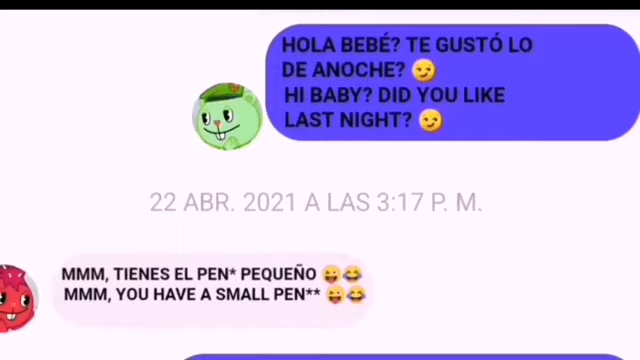 HOLA BEBÉ? TE GUSTÓ LO
DE ANOCHE? 😏
HI BABY? DID YOU LIKE
LAST NIGHT? 😏
22 ABR. 2021 A LAS 3:17 P. M.
MMM, TIENES EL PEN* PEQUEÑO 😜😂
MMM, YOU HAVE A SMALL PEN** 😜😂